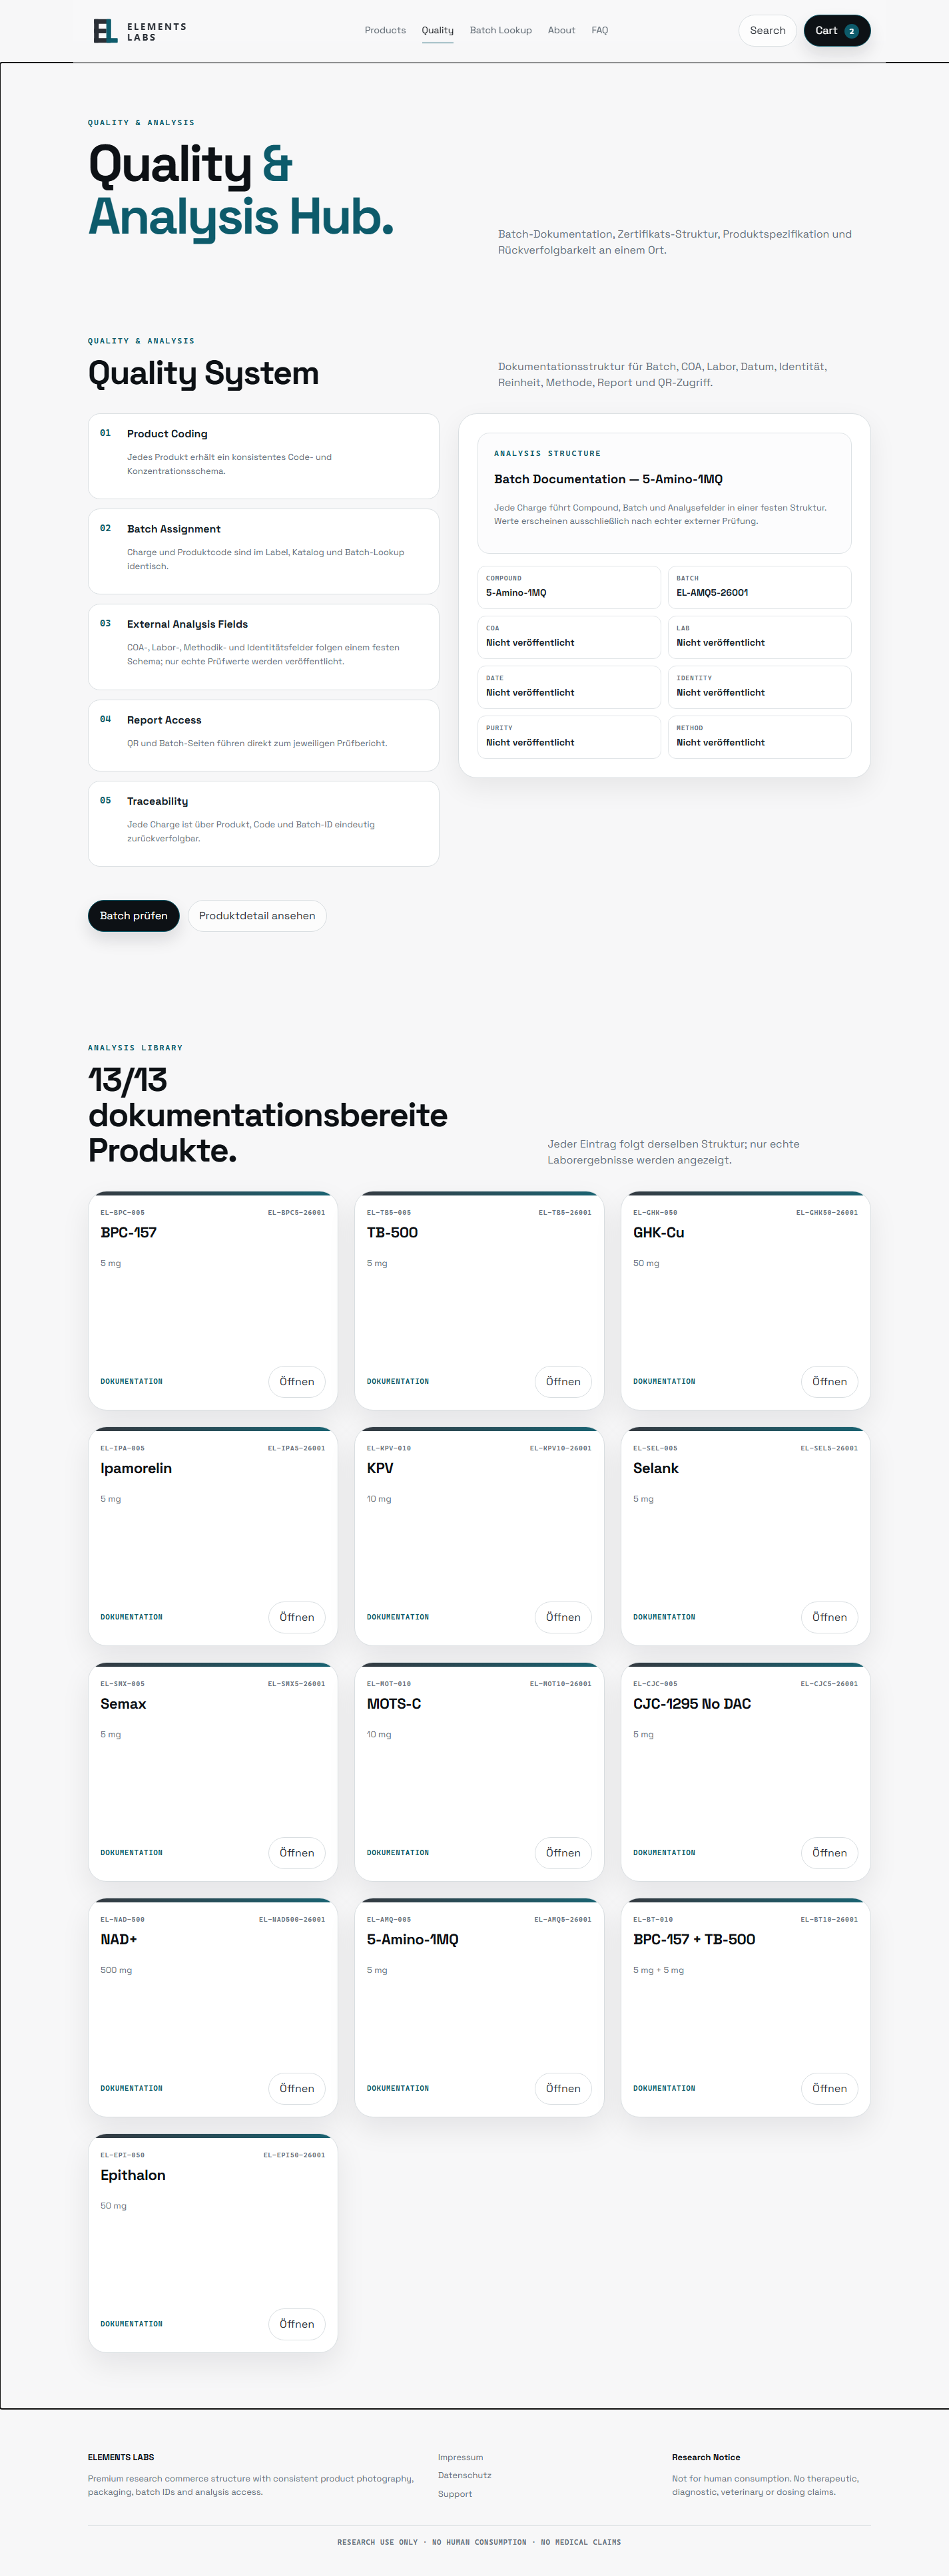 EL ELEMENTS
LABS
Products Quality Batch Lookup About FAQ
Search
Cart 2
QUALITY & ANALYSIS
Quality &
Analysis Hub.
Batch-Dokumentation, Zertifikats-Struktur, Produktspezifikation und
Rückverfolgbarkeit an einem Ort.
QUALITY & ANALYSIS
Quality System
Dokumentationsstruktur für Batch, COA, Labor, Datum, Identität,
Reinheit, Methode, Report und QR-Zugriff.
01 Product Coding
Jedes Produkt erhält ein konsistentes Code- und
Konzentrationsschema.
02 Batch Assignment
Charge und Produktcode sind im Label, Katalog und Batch-Lookup
identisch.
03 External Analysis Fields
COA-, Labor-, Methodik- und Identitätsfelder folgen einem festen
Schema; nur echte Prüfwerte werden veröffentlicht.
04 Report Access
QR und Batch-Seiten führen direkt zum jeweiligen Prüfbericht.
05 Traceability
Jede Charge ist über Produkt, Code und Batch-ID eindeutig
zurückverfolgbar.
ANALYSIS STRUCTURE
Batch Documentation — 5-Amino-1MQ
Jede Charge führt Compound, Batch und Analysefelder in einer festen Struktur.
Werte erscheinen ausschließlich nach echter externer Prüfung.
COMPOUND
5-Amino-1MQ
BATCH
EL-AMQ5-26001
COA
Nicht veröffentlicht
LAB
Nicht veröffentlicht
DATE
Nicht veröffentlicht
IDENTITY
Nicht veröffentlicht
PURITY
Nicht veröffentlicht
METHOD
Nicht veröffentlicht
Batch prüfen
Produktdetail ansehen
ANALYSIS LIBRARY
13/13
dokumentationsbereite
Produkte.
Jeder Eintrag folgt derselben Struktur; nur echte
Laborergebnisse werden angezeigt.
EL-BPC-005 EL-BPC5-26001
BPC-157
5 mg
DOKUMENTATION Öffnen
EL-TB5-005 EL-TB5-26001
TB-500
5 mg
DOKUMENTATION Öffnen
EL-GHK-050 EL-GHK50-26001
GHK-Cu
50 mg
DOKUMENTATION Öffnen
EL-IPA-005 EL-IPA5-26001
Ipamorelin
5 mg
DOKUMENTATION Öffnen
EL-KPV-010 EL-KPV10-26001
KPV
10 mg
DOKUMENTATION Öffnen
EL-SEL-005 EL-SEL5-26001
Selank
5 mg
DOKUMENTATION Öffnen
EL-SMX-005 EL-SMX5-26001
Semax
5 mg
DOKUMENTATION Öffnen
EL-MOT-010 EL-MOT10-26001
MOTS-C
10 mg
DOKUMENTATION Öffnen
EL-CJC-005 EL-CJC5-26001
CJC-1295 No DAC
5 mg
DOKUMENTATION Öffnen
EL-NAD-500 EL-NAD500-26001
NAD+
500 mg
DOKUMENTATION Öffnen
EL-AMQ-005 EL-AMQ5-26001
5-Amino-1MQ
5 mg
DOKUMENTATION Öffnen
EL-BT-010 EL-BT10-26001
BPC-157 + TB-500
5 mg + 5 mg
DOKUMENTATION Öffnen
EL-EPI-050 EL-EPI50-26001
Epithalon
50 mg
DOKUMENTATION Öffnen
ELEMENTS LABS
Premium research commerce structure with consistent product photography,
packaging, batch IDs and analysis access.
Impressum
Datenschutz
Support
Research Notice
Not for human consumption. No therapeutic,
diagnostic, veterinary or dosing claims.
RESEARCH USE ONLY · NO HUMAN CONSUMPTION · NO MEDICAL CLAIMS